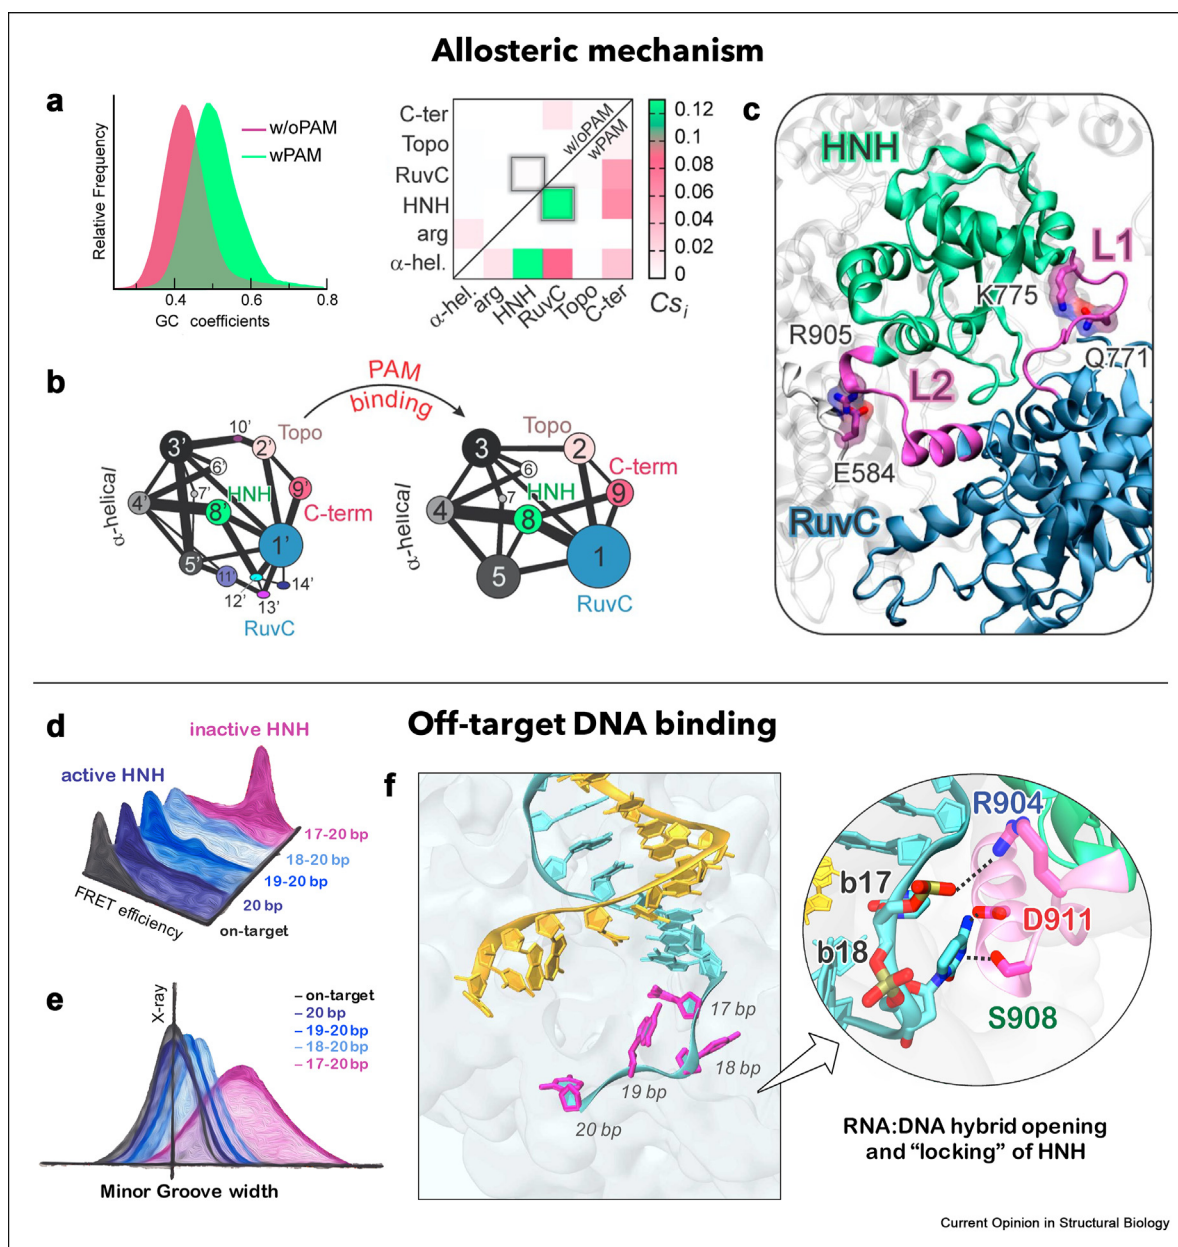 Allosteric mechanism
a
Relative Frequency
w/oPAM
wPAM
0.4
0.6
0.8
GC coefficients
C-ter
Topo
RuvC
HNH
arg
α-hel.
w/oPAM
wPAM
α-hel.
arg
HNH
RuvC
Topo
C-ter
0.12
0.1
0.08
0.06
0.04
0.02
0
Csi
b
PAM
binding
10'
Topo
3'
2'
6'
9'
7'
HNH
4'
8'
C-term
α-helical
1'
5'
11'
12'
13'
14'
RuvC
Topo
3
2
C-term
6
7
HNH
9
4
8
α-helical
5
1
RuvC
c
HNH
L1
K775
R905
Q771
L2
E584
RuvC
Off-target DNA binding
d
inactive HNH
active HNH
17-20 bp
18-20 bp
19-20 bp
20 bp
on-target
FRET efficiency
e
X-ray
– on-target
– 20 bp
– 19-20 bp
– 18-20 bp
– 17-20 bp
Minor Groove width
f
17 bp
18 bp
19 bp
20 bp
R904
b17
D911
b18
S908
RNA:DNA hybrid opening
and “locking” of HNH
Current Opinion in Structural Biology